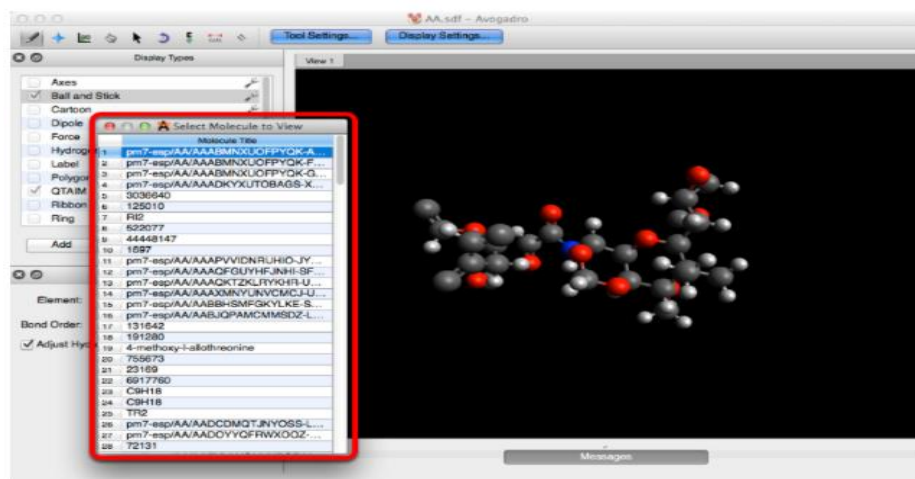 AA.sdf – Avogadro
Tool Settings...
Display Settings...
Display Types
View 1
Axes
Ball and Stick
Cartoon
Dipole
Force
Label
QTAIM
Ribbon
Ring
Add
Element:
Bond Order:
Select Molecule to View
Molecule Title
1 pm7-esp/AA/AAABMNXUOFPYQK-A...
2 pm7-esp/AA/AAABMNXUOFPYQK-F...
3 pm7-esp/AA/AAABMNXUOFPYQK-G...
4 pm7-esp/AA/AAADKYXUTOBAGS-X...
5 3036640
6 125010
7 RI2
8 522077
9 44448147
10 1697
11 pm7-esp/AA/AAAPVVIDNRUHIO-JY...
12 pm7-esp/AA/AAAQFGUYHFJNHI-SF...
13 pm7-esp/AA/AAAQKTZKLRYKHR-U...
14 pm7-esp/AA/AAAXMNYUNVCMCJ-U...
15 pm7-esp/AA/AABBHSMFGKYLKE-S...
16 pm7-esp/AA/AABJQPAMCMMSDZ-L...
17 131642
18 191280
19 4-methoxy-l-allothreonine
20 755673
21 23169
22 6917760
23 C9H18
24 C9H18
25 TR2
26 pm7-esp/AA/AADCDMQTJNYOSS-L...
27 pm7-esp/AA/AADOYYQFRWXOQZ-...
28 72131
Messages